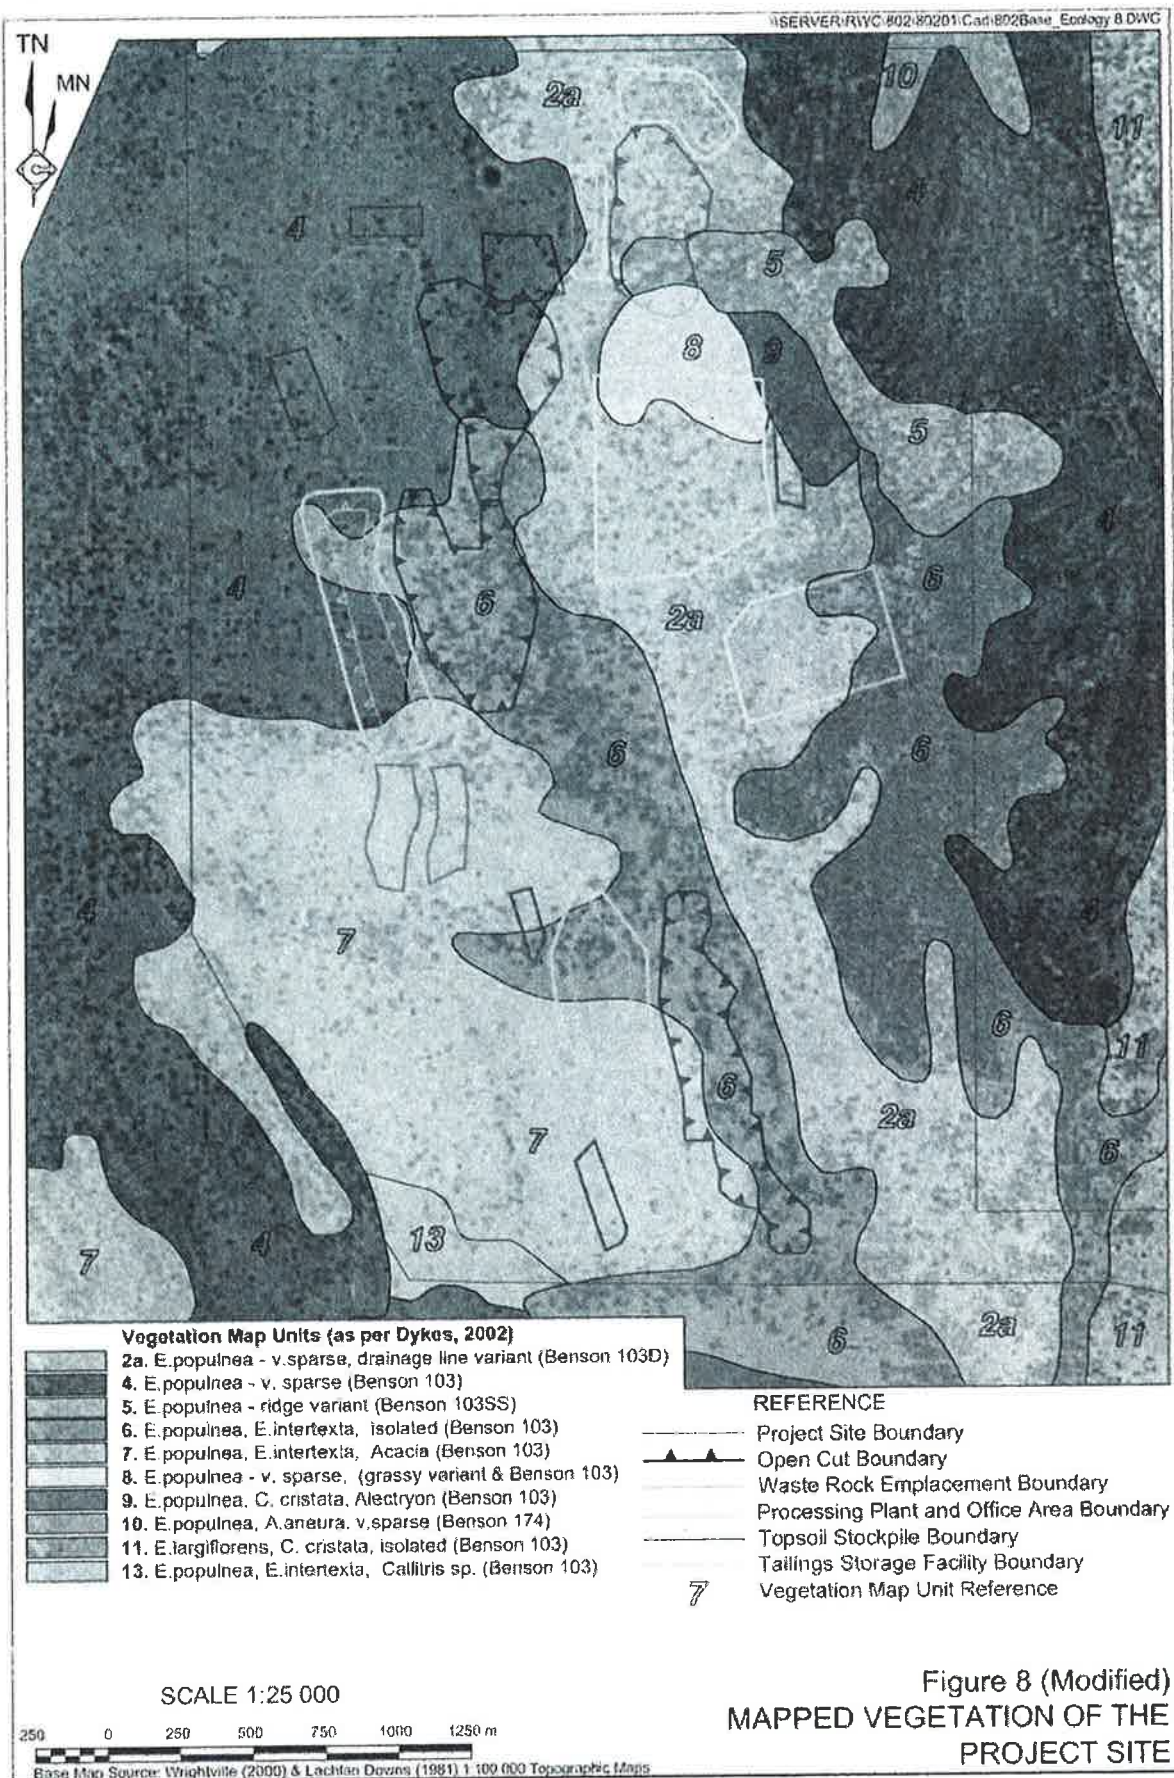 \\SERVER\RWC\802\80201\Cad\802Base_Ecology 8.DWG
TN
MN
2a
10
11
4
4
5
8
9
5
4
4
6
2a
6
6
6
4
7
4
6
11
6
2a
7
6
13
4
7
2a
11
6
Vegetation Map Units (as per Dykes, 2002)
2a. E.populnea - v.sparse, drainage line variant (Benson 103D)
4. E.populnea - v. sparse (Benson 103)
5. E.populnea - ridge variant (Benson 103SS)
6. E.populnea, E.intertexta, isolated (Benson 103)
7. E.populnea, E.intertexta, Acacia (Benson 103)
8. E.populnea - v. sparse, (grassy variant & Benson 103)
9. E.populnea, C. cristata, Alectryon (Benson 103)
10. E.populnea, A.aneura, v.sparse (Benson 174)
11. E.largiflorens, C. cristata, isolated (Benson 103)
13. E.populnea, E.intertexta, Callitris sp. (Benson 103)
REFERENCE
Project Site Boundary
Open Cut Boundary
Waste Rock Emplacement Boundary
Processing Plant and Office Area Boundary
Topsoil Stockpile Boundary
Tailings Storage Facility Boundary
7 Vegetation Map Unit Reference
SCALE 1:25 000
250 0 250 500 750 1000 1250 m
Base Map Source: Wrightville (2000) & Lachlan Downs (1981) 1:100 000 Topographic Maps
Figure 8 (Modified)
MAPPED VEGETATION OF THE
PROJECT SITE